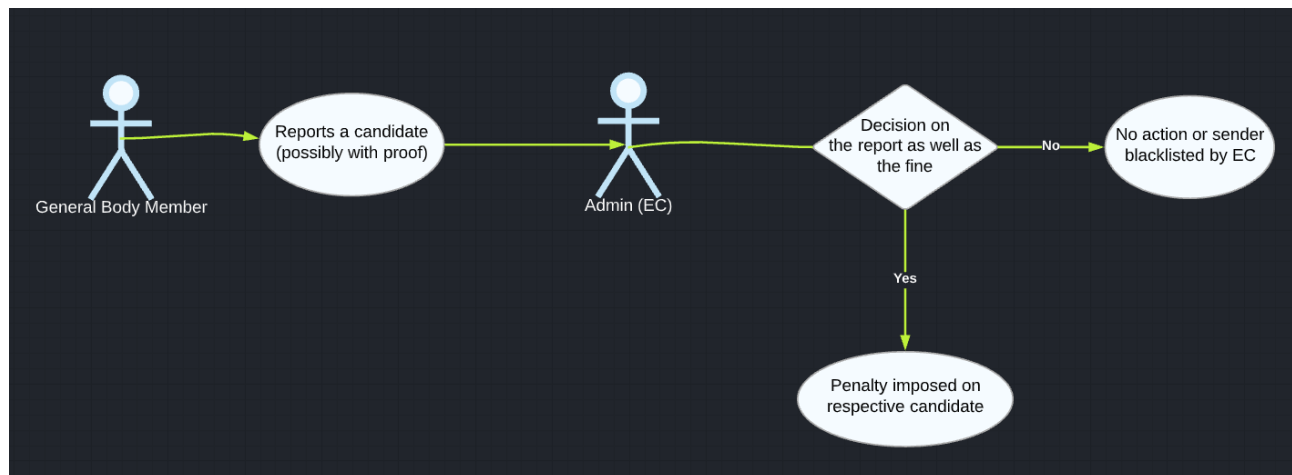 Reports a candidate
(possibly with proof)
General Body Member
Admin (EC)
Decision on
the report as well as
the fine
No
No action or sender
blacklisted by EC
Yes
Penalty imposed on
respective candidate